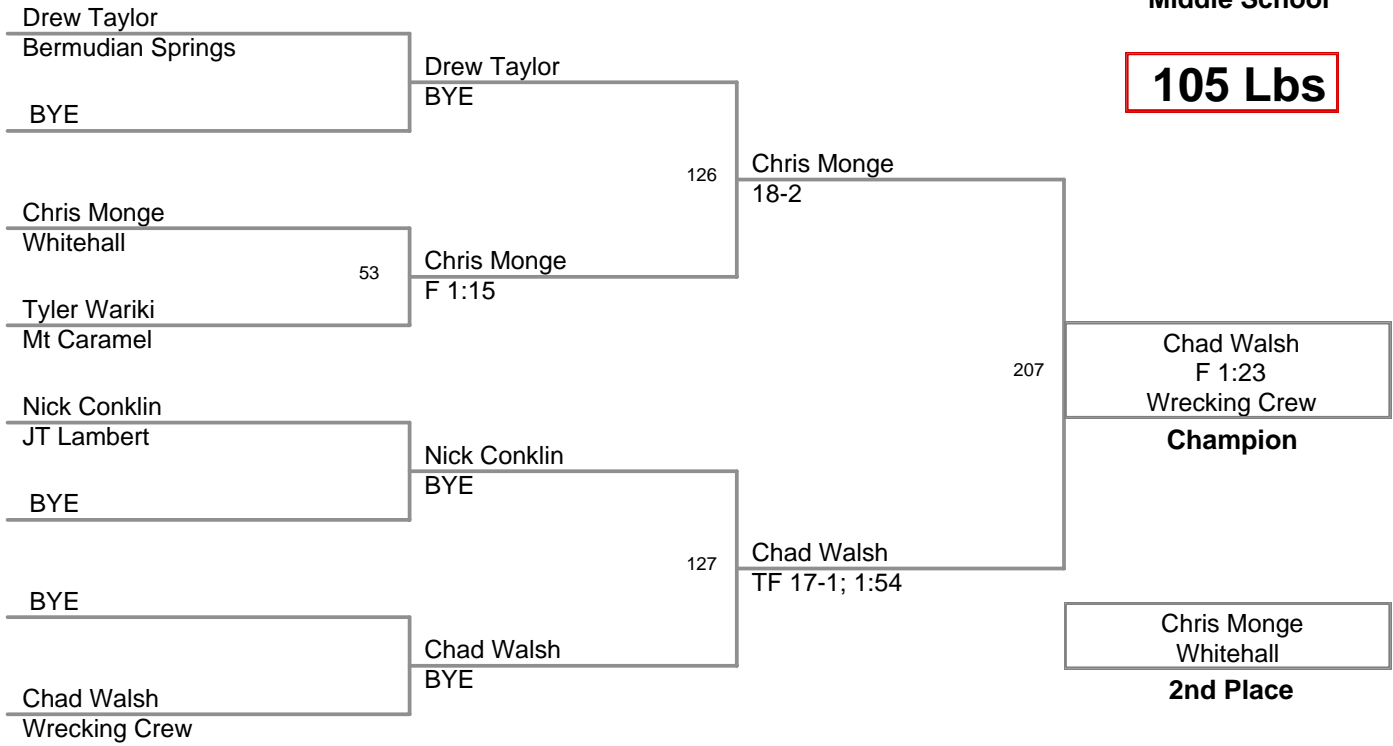 Middle School
105 Lbs
Drew Taylor
Bermudian Springs
BYE
Chris Monge
Whitehall
53
Tyler Wariki
Mt Caramel
Nick Conklin
JT Lambert
BYE
BYE
Chad Walsh
Wrecking Crew
Drew Taylor
BYE
126
Chris Monge
F 1:15
Nick Conklin
BYE
127
Chad Walsh
BYE
Chris Monge
18-2
207
Chad Walsh
TF 17-1; 1:54
Chad Walsh
F 1:23
Wrecking Crew
Champion
Chris Monge
Whitehall
2nd Place